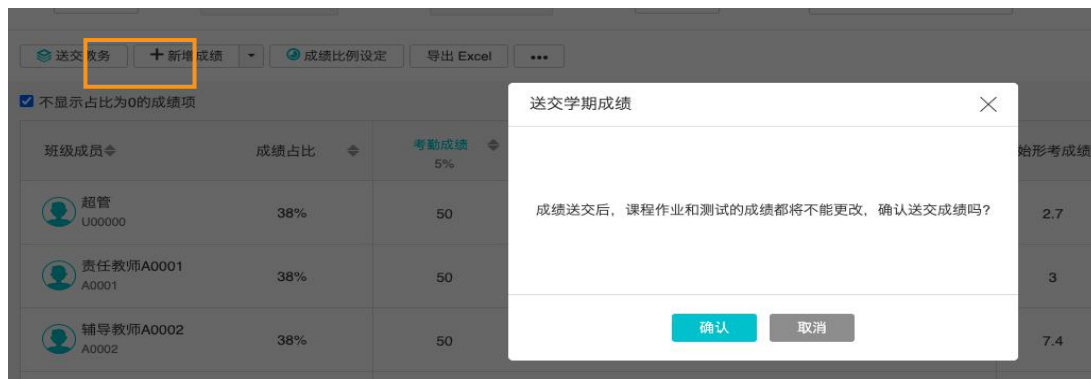 送交教务 新增成绩 成绩比例设定 导出 Excel
不显示占比为0的成绩项
送交学期成绩
班级成员 成绩占比 考勤成绩 始形考成绩
5%
超管
U00000 38% 50 2.7
成绩送交后，课程作业和测试的成绩都将不能更改，确认送交成绩吗?
责任教师A0001
A0001 38% 50 3
辅导教师A0002
A0002 38% 50 7.4
确认 取消